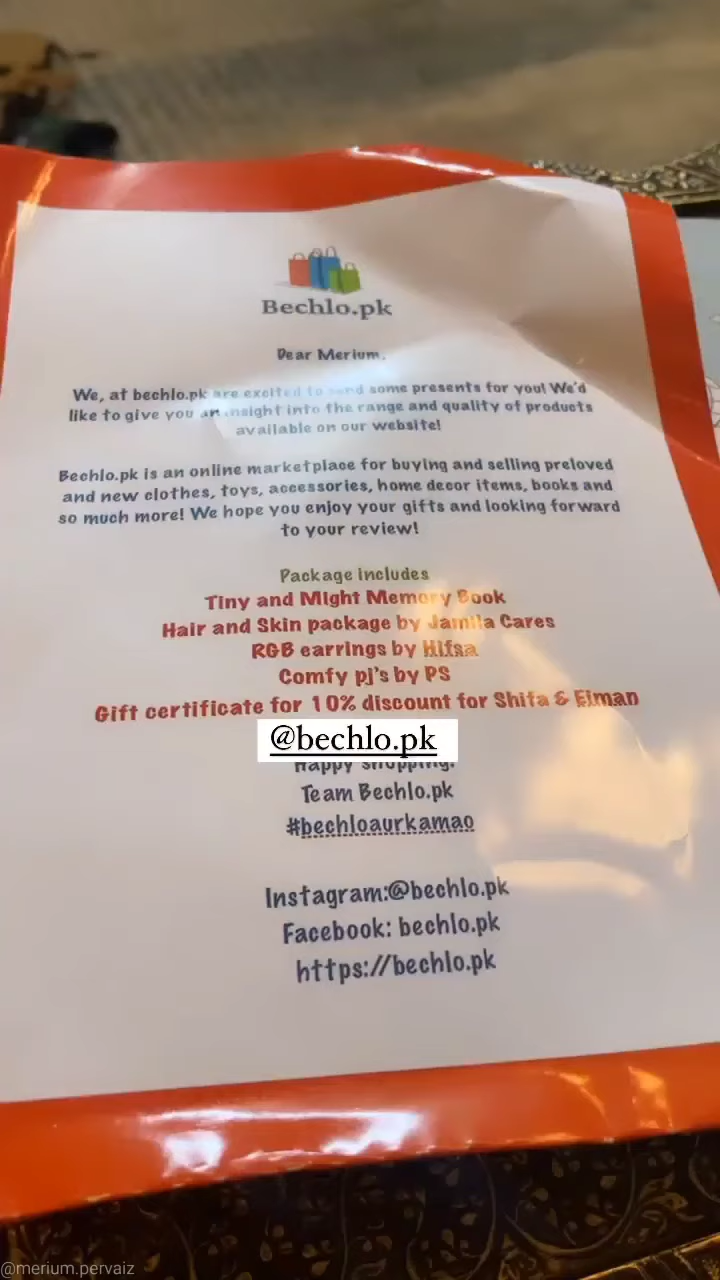 Bechlo.pk
Dear Merium,
We, at bechlo.pk are excited to send some presents for you! We'd
like to give you an insight into the range and quality of products
available on our website!
Bechlo.pk is an online marketplace for buying and selling preloved
and new clothes, toys, accessories, home decor items, books and
so much more! We hope you enjoy your gifts and looking forward
to your review!
Package includes
Tiny and Might Memory Book
Hair and Skin package by Jamila Cares
RGB earrings by Hifsa
Comfy pj's by PS
Gift certificate for 10% discount for Shifa & Eiman
@bechlo.pk
Happy shopping!
Team Bechlo.pk
#bechloaurkamao
Instagram:@bechlo.pk
Facebook: bechlo.pk
https://bechlo.pk
@merium.pervaiz